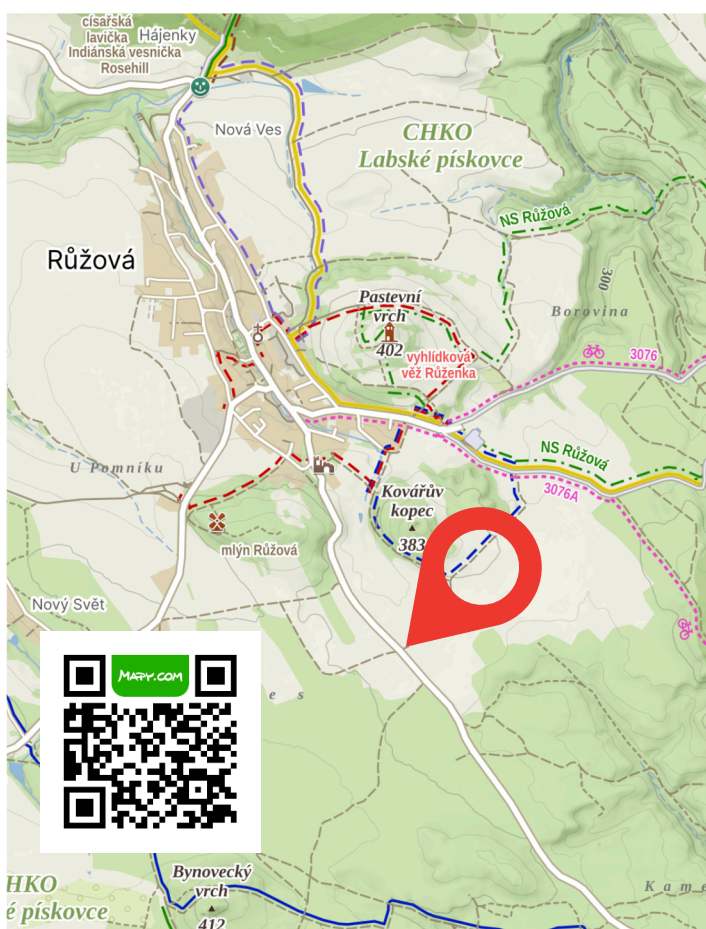 císařská
lavička
Indiánská vesnička
Rosehill
Hájenky
Nová Ves
CHKO
Labské pískovce
NS Růžová
Růžová
300
Borovina
Pastevní
vrch
402
vyhlídková
věž Růženka
3076
NS Růžová
3076A
U Pomníku
Kovářův
kopec
383
mlýn Růžová
Nový Svět
MAPY.COM
e s
Bynovecký
vrch
412
HKO
é pískovce
K a m e